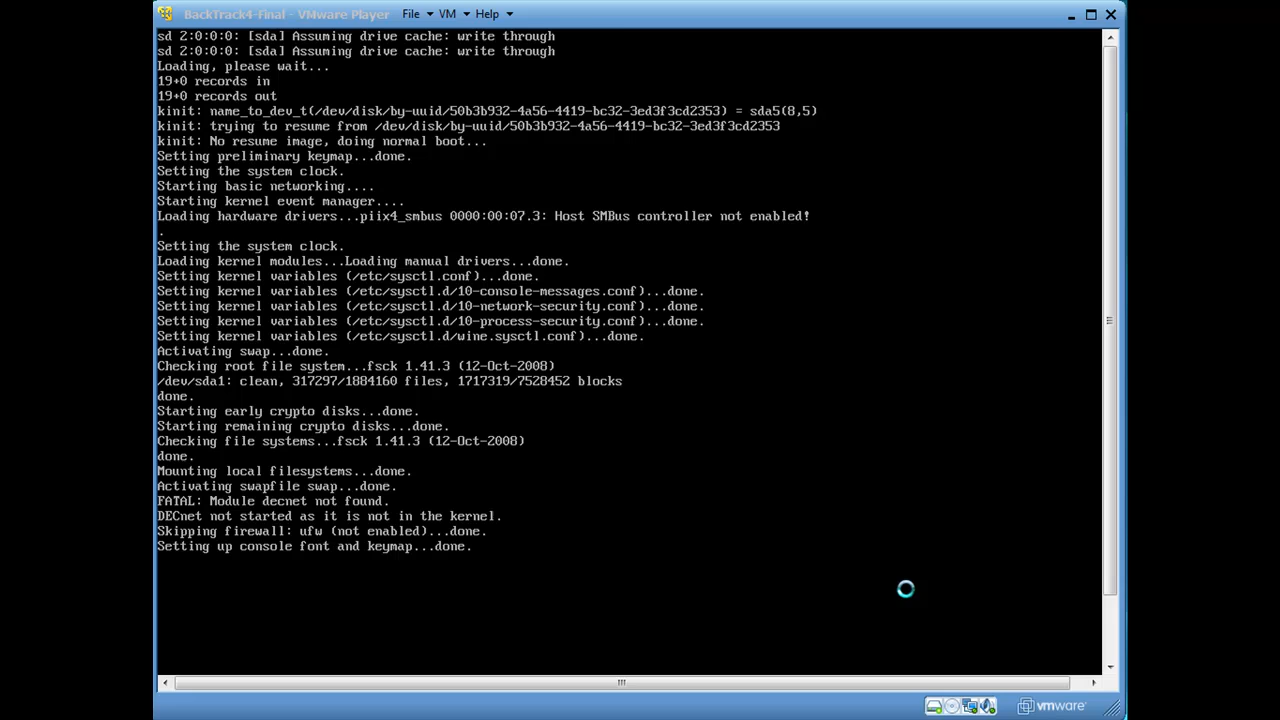 BackTrack4-Final - VMware Player File VM Help
sd 2:0:0:0: [sda] Assuming drive cache: write through
sd 2:0:0:0: [sda] Assuming drive cache: write through
Loading, please wait...
19+0 records in
19+0 records out
kinit: name_to_dev_t(/dev/disk/by-uuid/50b3b932-4a56-4419-bc32-3ed3f3cd2353) = sda5(8,5)
kinit: trying to resume from /dev/disk/by-uuid/50b3b932-4a56-4419-bc32-3ed3f3cd2353
kinit: No resume image, doing normal boot...
Setting preliminary keymap...done.
Setting the system clock.
Starting basic networking....
Starting kernel event manager....
Loading hardware drivers...piix4_smbus 0000:00:07.3: Host SMBus controller not enabled!
.
Setting the system clock.
Loading kernel modules...Loading manual drivers...done.
Setting kernel variables (/etc/sysctl.conf)...done.
Setting kernel variables (/etc/sysctl.d/10-console-messages.conf)...done.
Setting kernel variables (/etc/sysctl.d/10-network-security.conf)...done.
Setting kernel variables (/etc/sysctl.d/10-process-security.conf)...done.
Setting kernel variables (/etc/sysctl.d/wine.sysctl.conf)...done.
Activating swap...done.
Checking root file system...fsck 1.41.3 (12-Oct-2008)
/dev/sda1: clean, 317297/1884160 files, 1717319/7528452 blocks
done.
Starting early crypto disks...done.
Starting remaining crypto disks...done.
Checking file systems...fsck 1.41.3 (12-Oct-2008)
done.
Mounting local filesystems...done.
Activating swapfile swap...done.
FATAL: Module decnet not found.
DECnet not started as it is not in the kernel.
Skipping firewall: ufw (not enabled)...done.
Setting up console font and keymap...done.
vmware